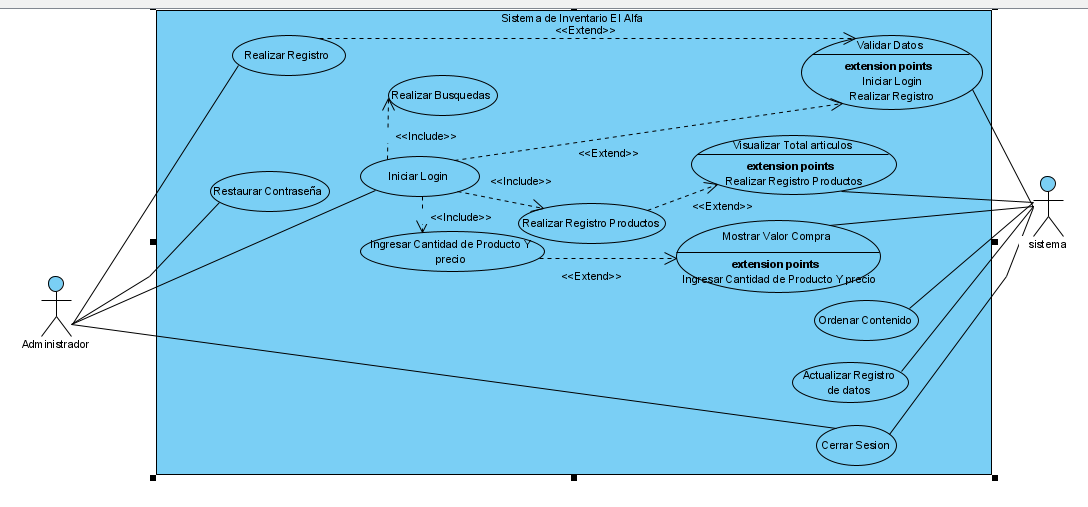 Sistema de Inventario El Alfa
<<Extend>>
Realizar Registro
Validar Datos
extension points
Iniciar Login
Realizar Registro
Realizar Busquedas
<<Include>>
<<Extend>>
Visualizar Total articulos
extension points
Realizar Registro Productos
Iniciar Login
<<Include>>
Restaurar Contraseña
<<Extend>>
<<Include>>
Realizar Registro Productos
Ingresar Cantidad de Producto Y
precio
Mostrar Valor Compra
extension points
Ingresar Cantidad de Producto Y precio
<<Extend>>
sistema
Ordenar Contenido
Administrador
Actualizar Registro
de datos
Cerrar Sesion